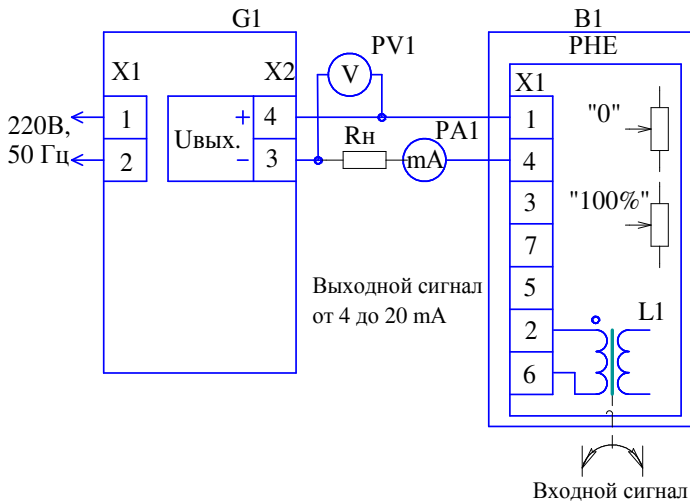 G1
B1
PV1
PHE
X1
X2
X1
V
1
+
4
1
"0"
220В,
Uвых.
Rн
PA1
50 Гц
2
−
3
mA
4
3
"100%"
7
Выходной сигнал
5
от 4 до 20 mA
L1
2
6
Входной сигнал